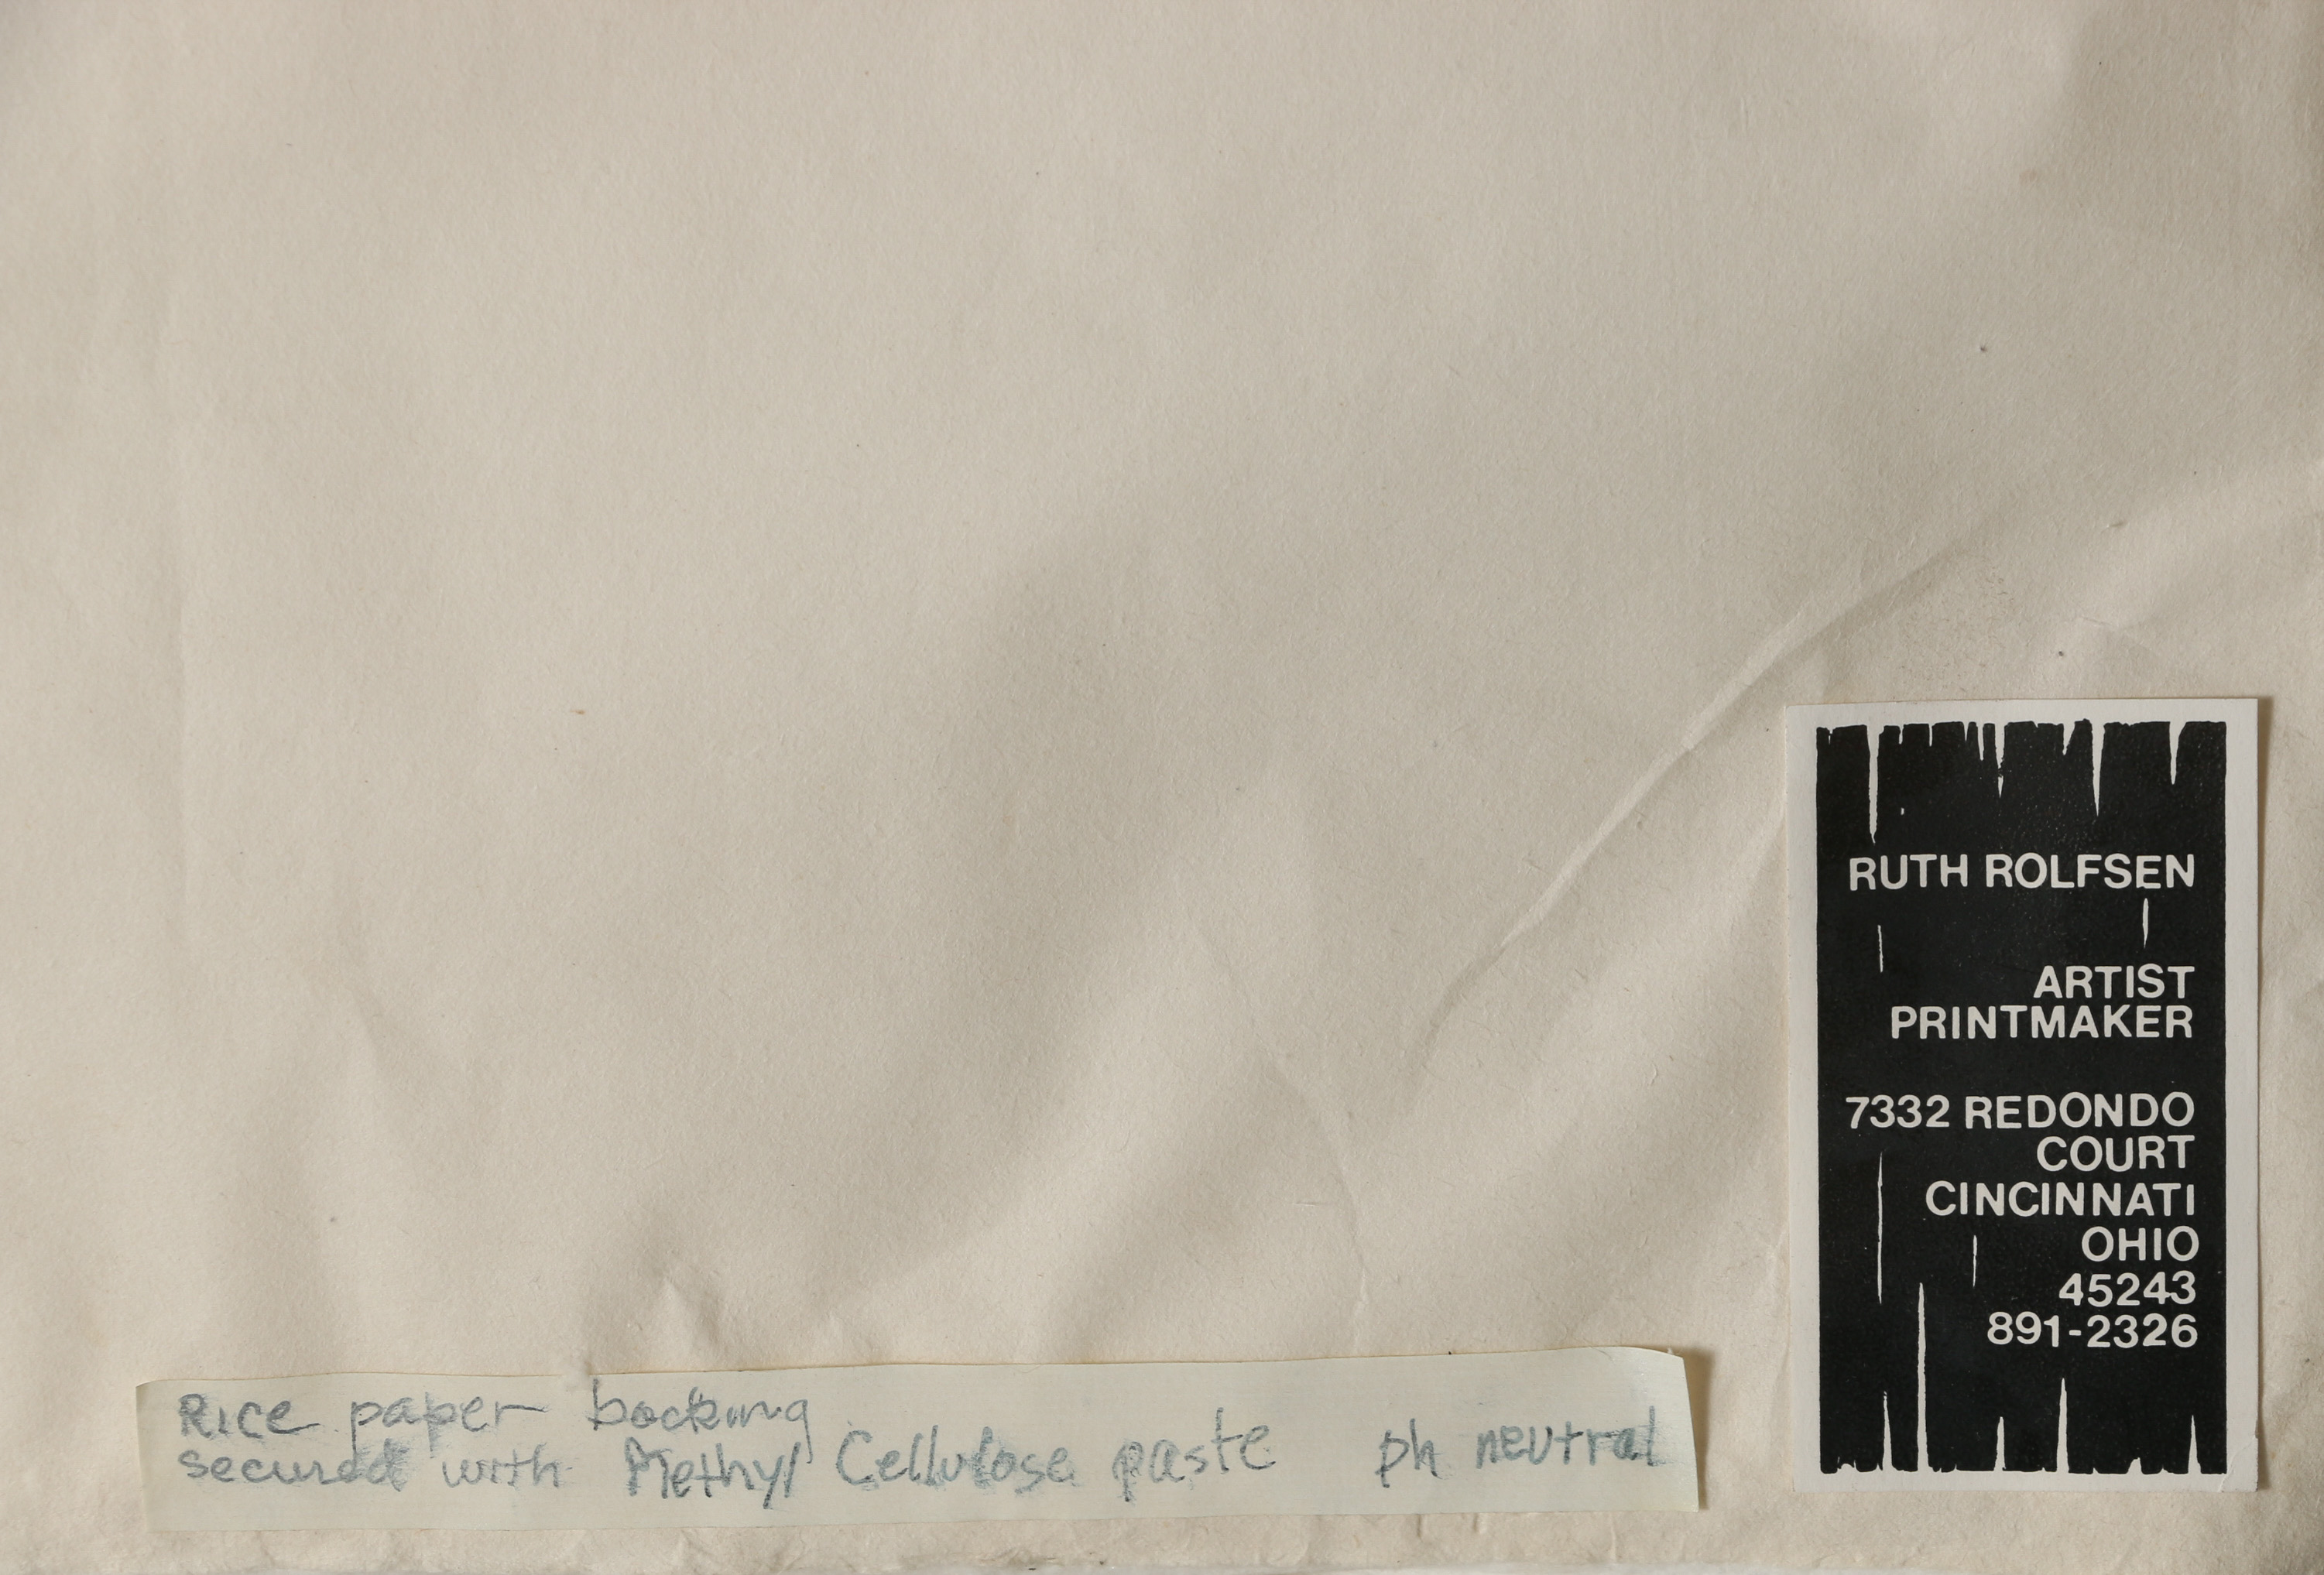 RUTH ROLFSEN
ARTIST
PRINTMAKER
7332 REDONDO
COURT
CINCINNATI
OHIO
45243
891-2326
Rice paper backing
secured with Methyl Cellulose paste ph neutral